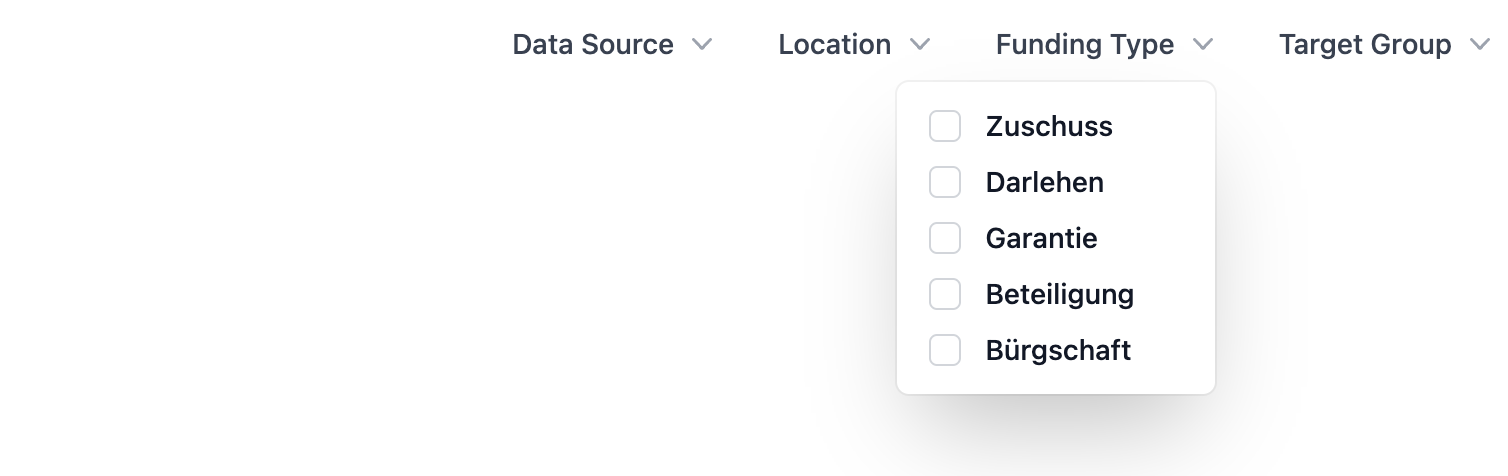 Data Source Location Funding Type Target Group
Zuschuss
Darlehen
Garantie
Beteiligung
Bürgschaft